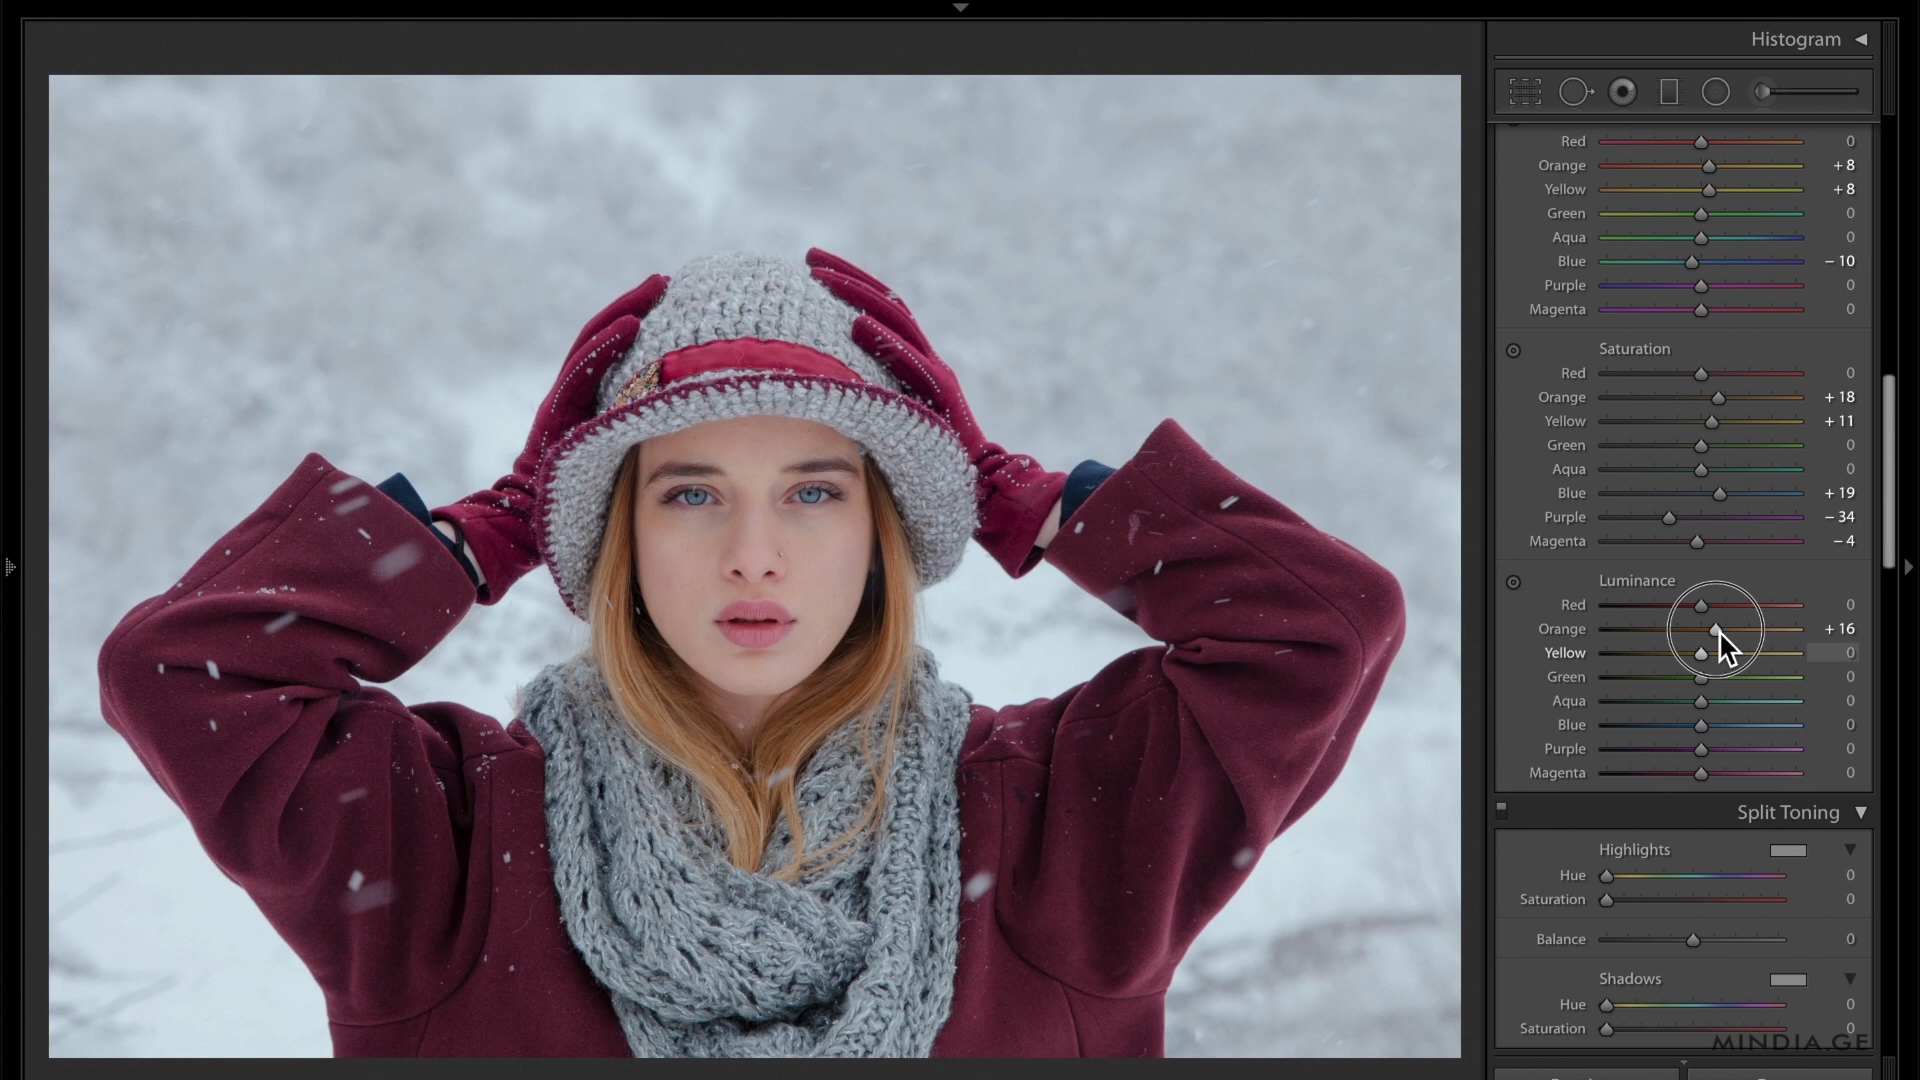 Histogram
Red 0
Orange + 8
Yellow + 8
Green 0
Aqua 0
Blue − 10
Purple 0
Magenta 0
Saturation
Red 0
Orange + 18
Yellow + 11
Green 0
Aqua 0
Blue + 19
Purple − 34
Magenta − 4
Luminance
Red 0
Orange + 16
Yellow 0
Green 0
Aqua 0
Blue 0
Purple 0
Magenta 0
Split Toning
Highlights
Hue 0
Saturation 0
Balance 0
Shadows
Hue 0
Saturation 0
MINDIA.GE